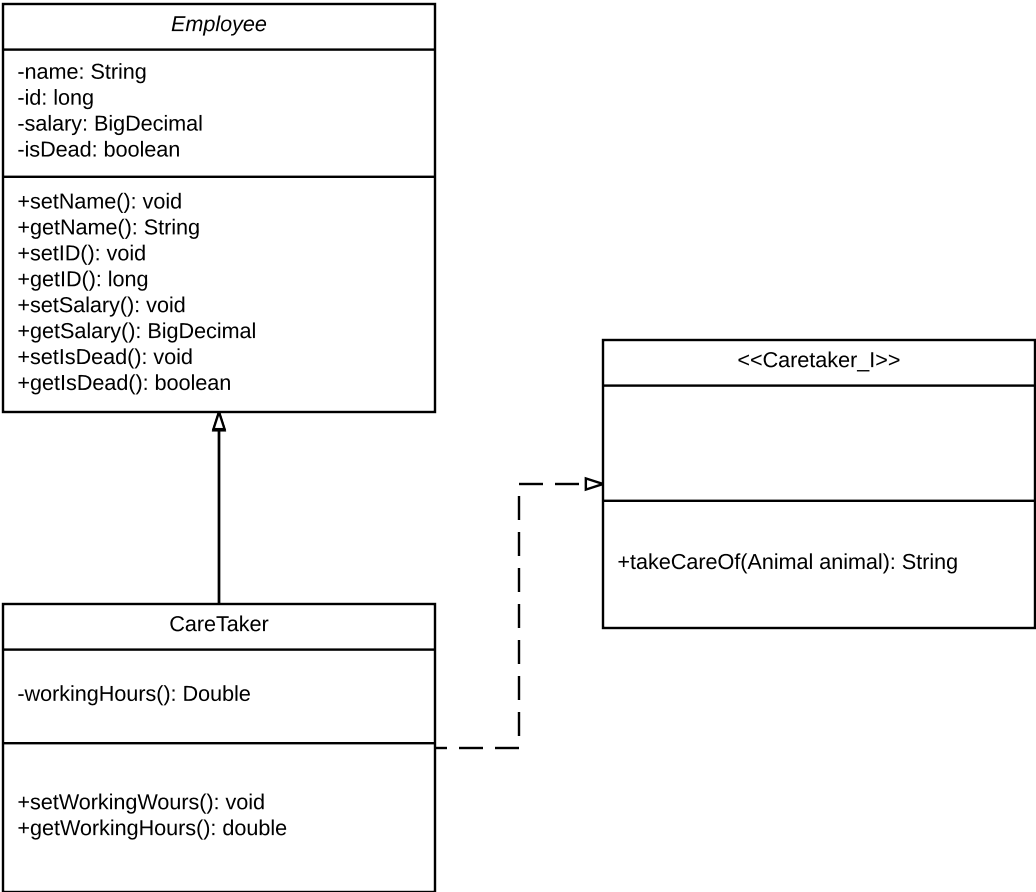 Employee
-name: String
-id: long
-salary: BigDecimal
-isDead: boolean
+setName(): void
+getName(): String
+setID(): void
+getID(): long
+setSalary(): void
+getSalary(): BigDecimal
+setIsDead(): void
+getIsDead(): boolean
<<Caretaker_I>>
+takeCareOf(Animal animal): String
CareTaker
-workingHours(): Double
+setWorkingWours(): void
+getWorkingHours(): double